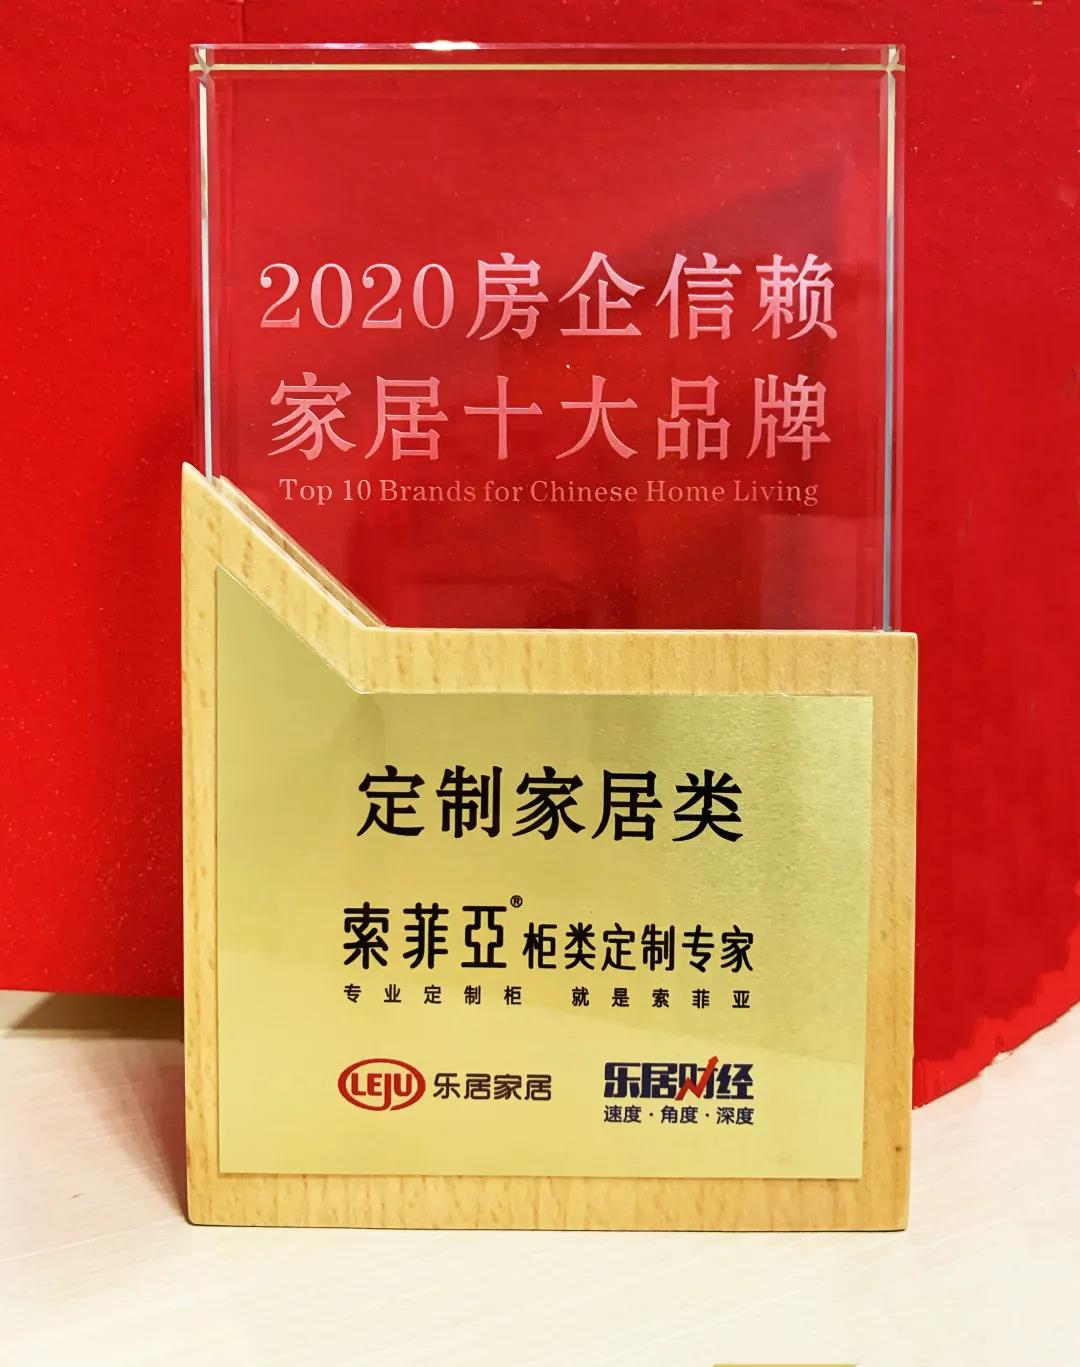 2020房企信赖
家居十大品牌
Top 10 Brands for Chinese Home Living
定制家居类
索菲亞®柜类定制专家
专业定制柜 就是索菲亚
LEJU 乐居家居
乐居财经
速度·角度·深度